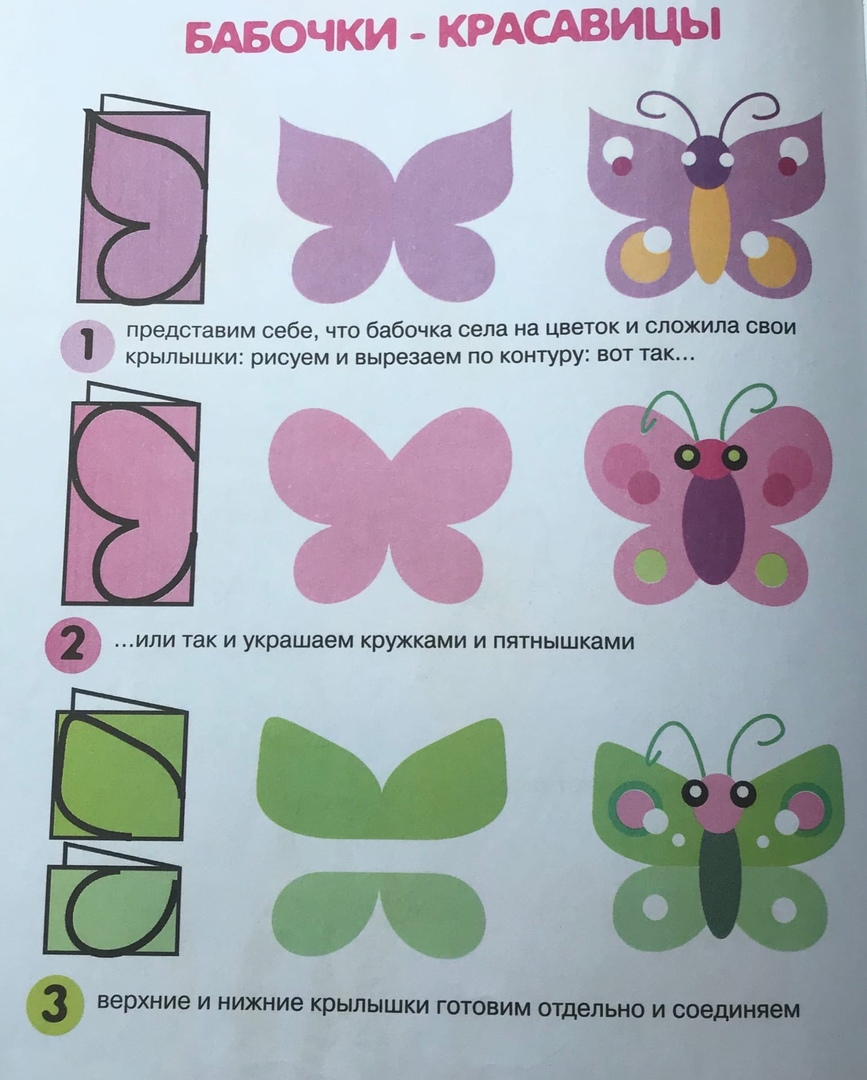 БАБОЧКИ - КРАСАВИЦЫ
1 представим себе, что бабочка села на цветок и сложила свои
крылышки: рисуем и вырезаем по контуру: вот так...
2 ...или так и украшаем кружками и пятнышками
3 верхние и нижние крылышки готовим отдельно и соединяем